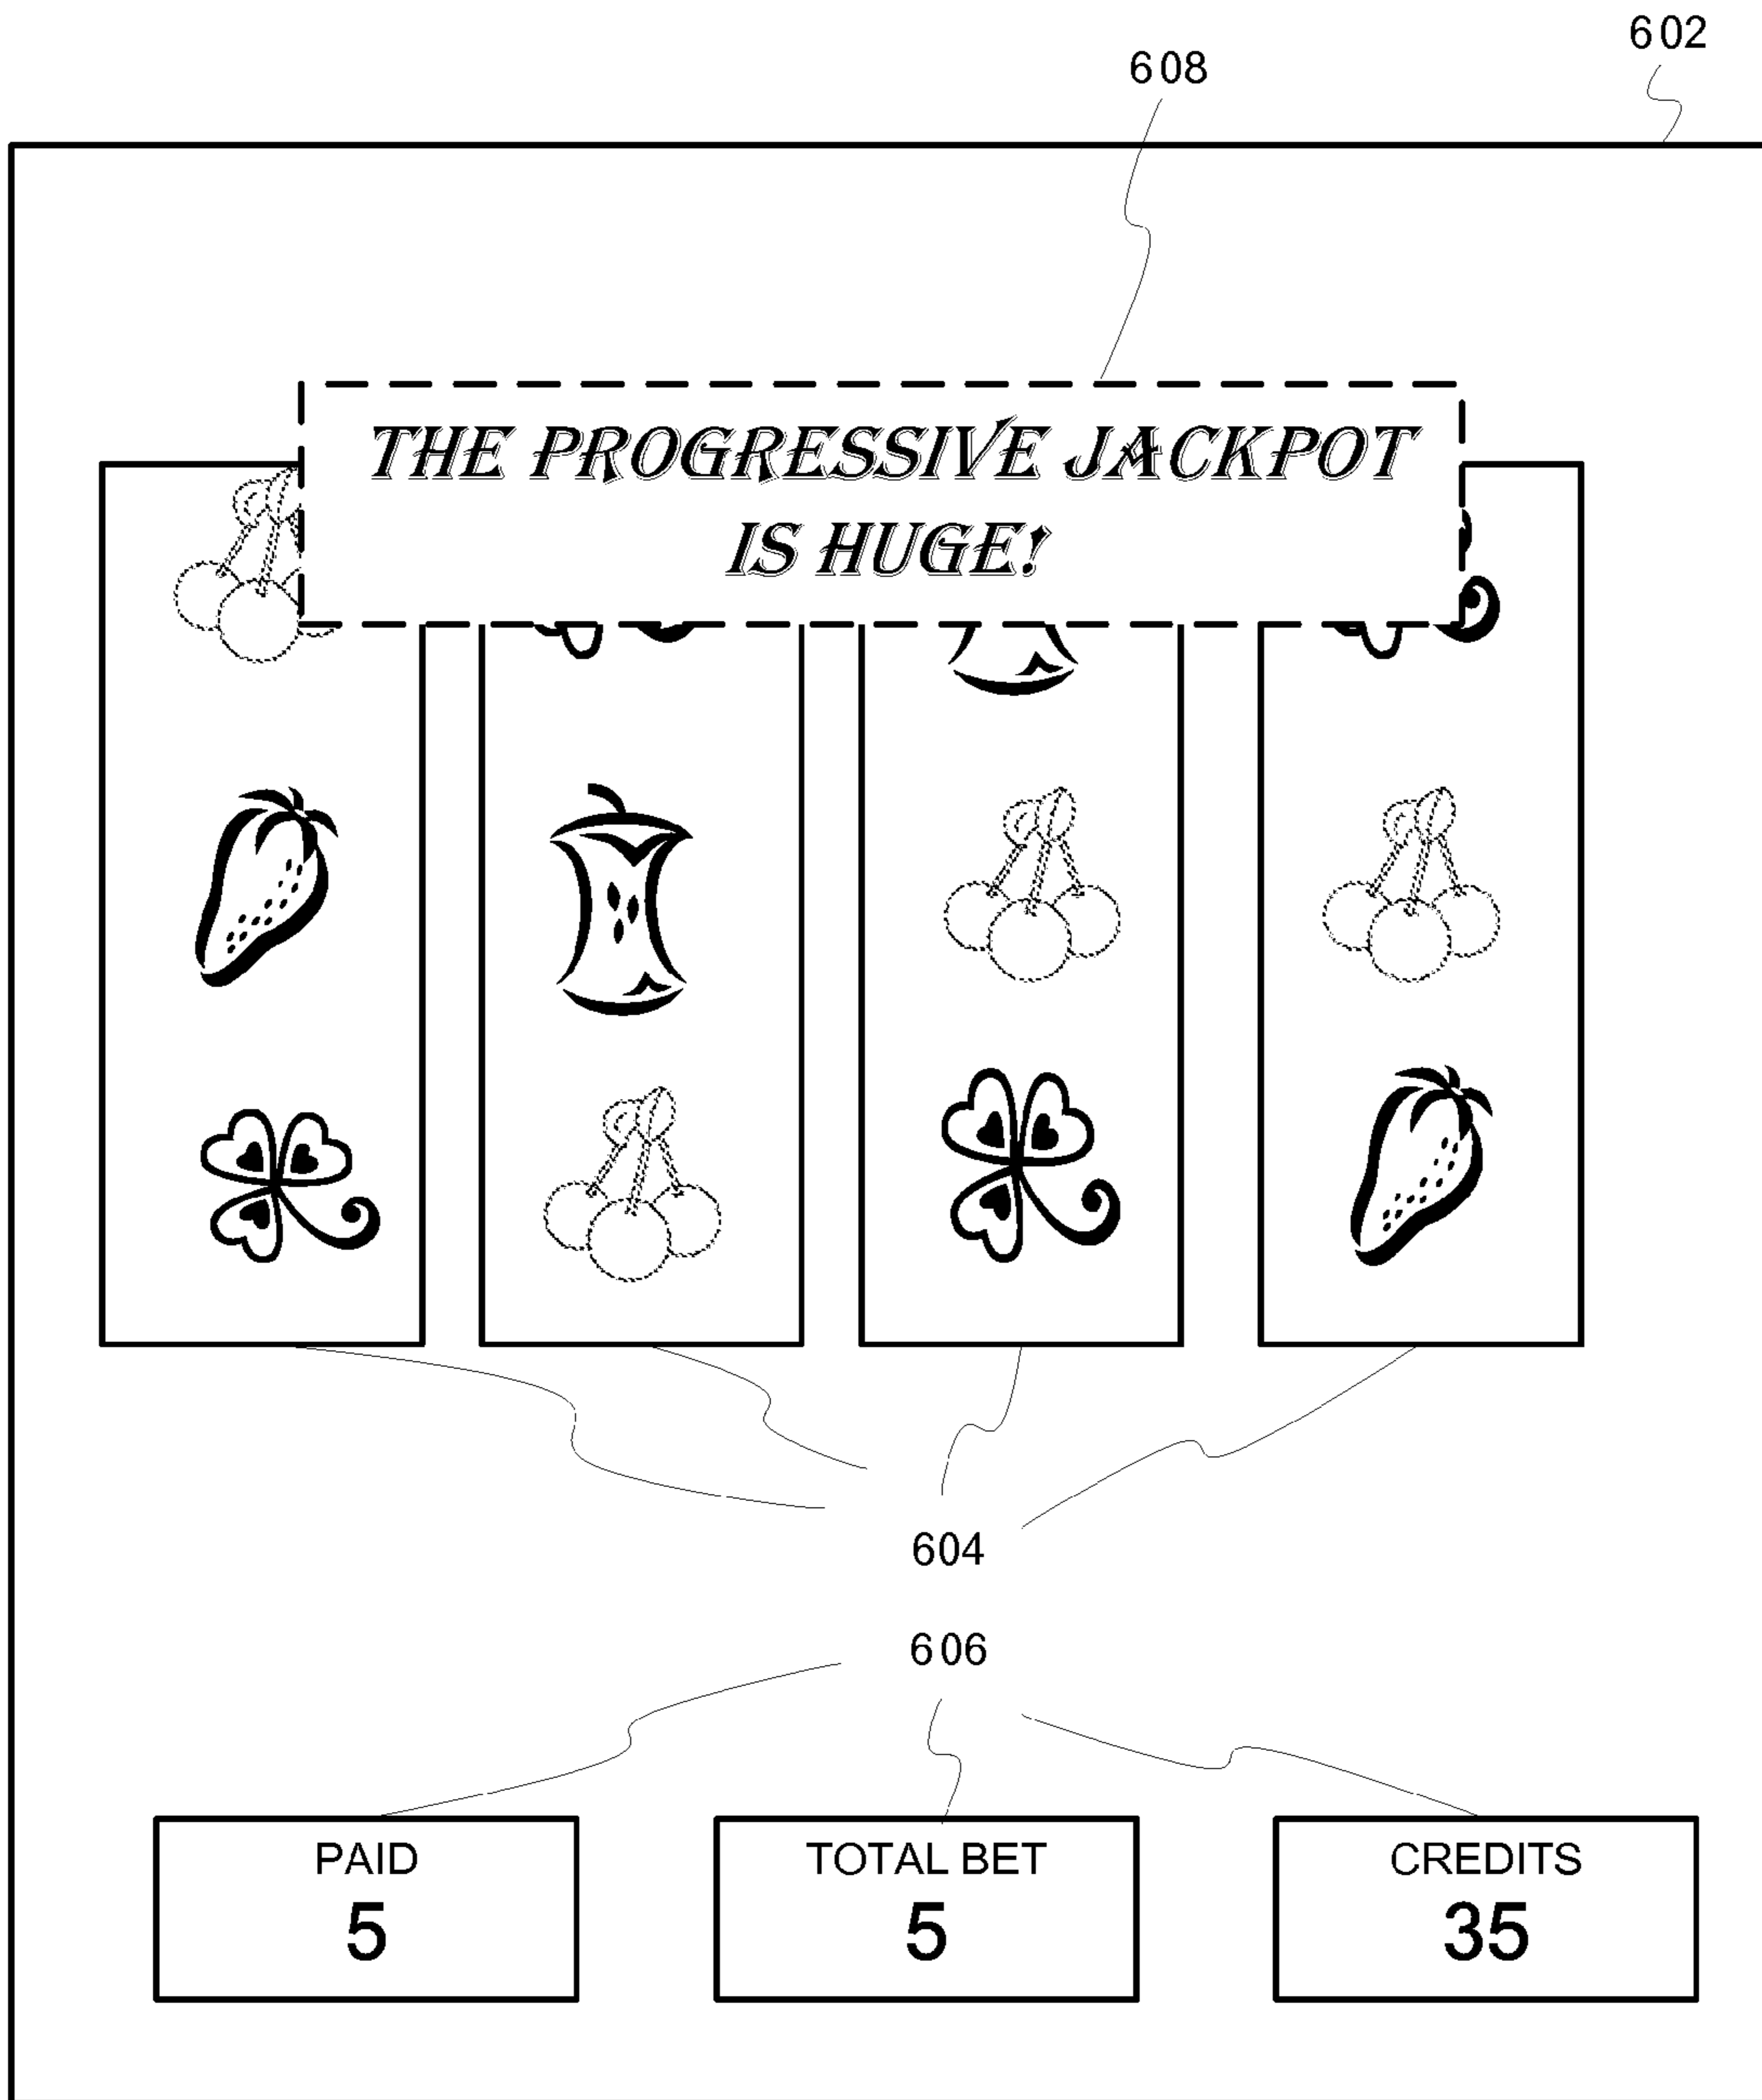 602
608
THE PROGRESSIVE JACKPOT
IS HUGE!
604
606
PAID
5
TOTAL BET
5
CREDITS
35